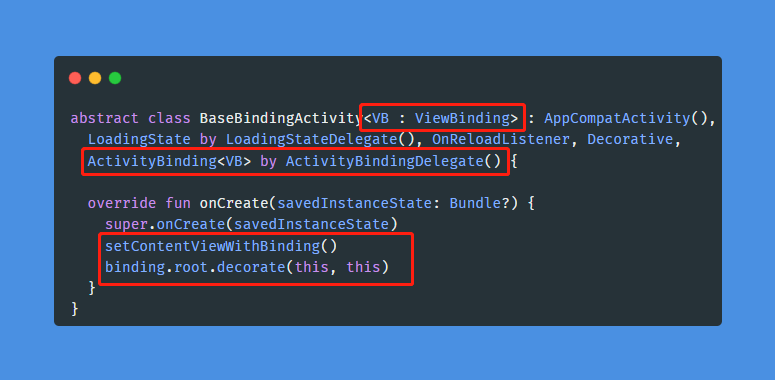 abstract class BaseBindingActivity<VB : ViewBinding> : AppCompatActivity(),
LoadingState by LoadingStateDelegate(), OnReloadListener, Decorative,
ActivityBinding<VB> by ActivityBindingDelegate() {
override fun onCreate(savedInstanceState: Bundle?) {
super.onCreate(savedInstanceState)
setContentViewWithBinding()
binding.root.decorate(this, this)
}
}